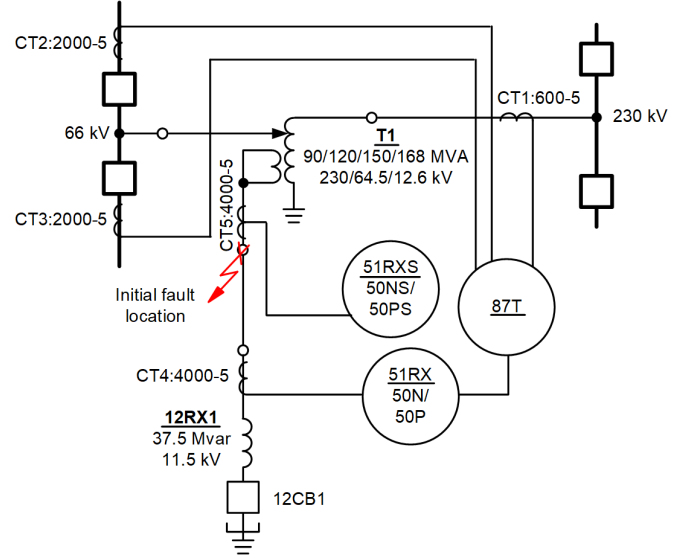 CT2:2000-5
66 kV
CT3:2000-5
CT1:600-5
230 kV
T1
90/120/150/168 MVA
230/64.5/12.6 kV
CT5:4000-5
Initial fault
location
51RXS
50NS/
50PS
87T
CT4:4000-5
51RX
50N/
50P
12RX1
37.5 Mvar
11.5 kV
12CB1